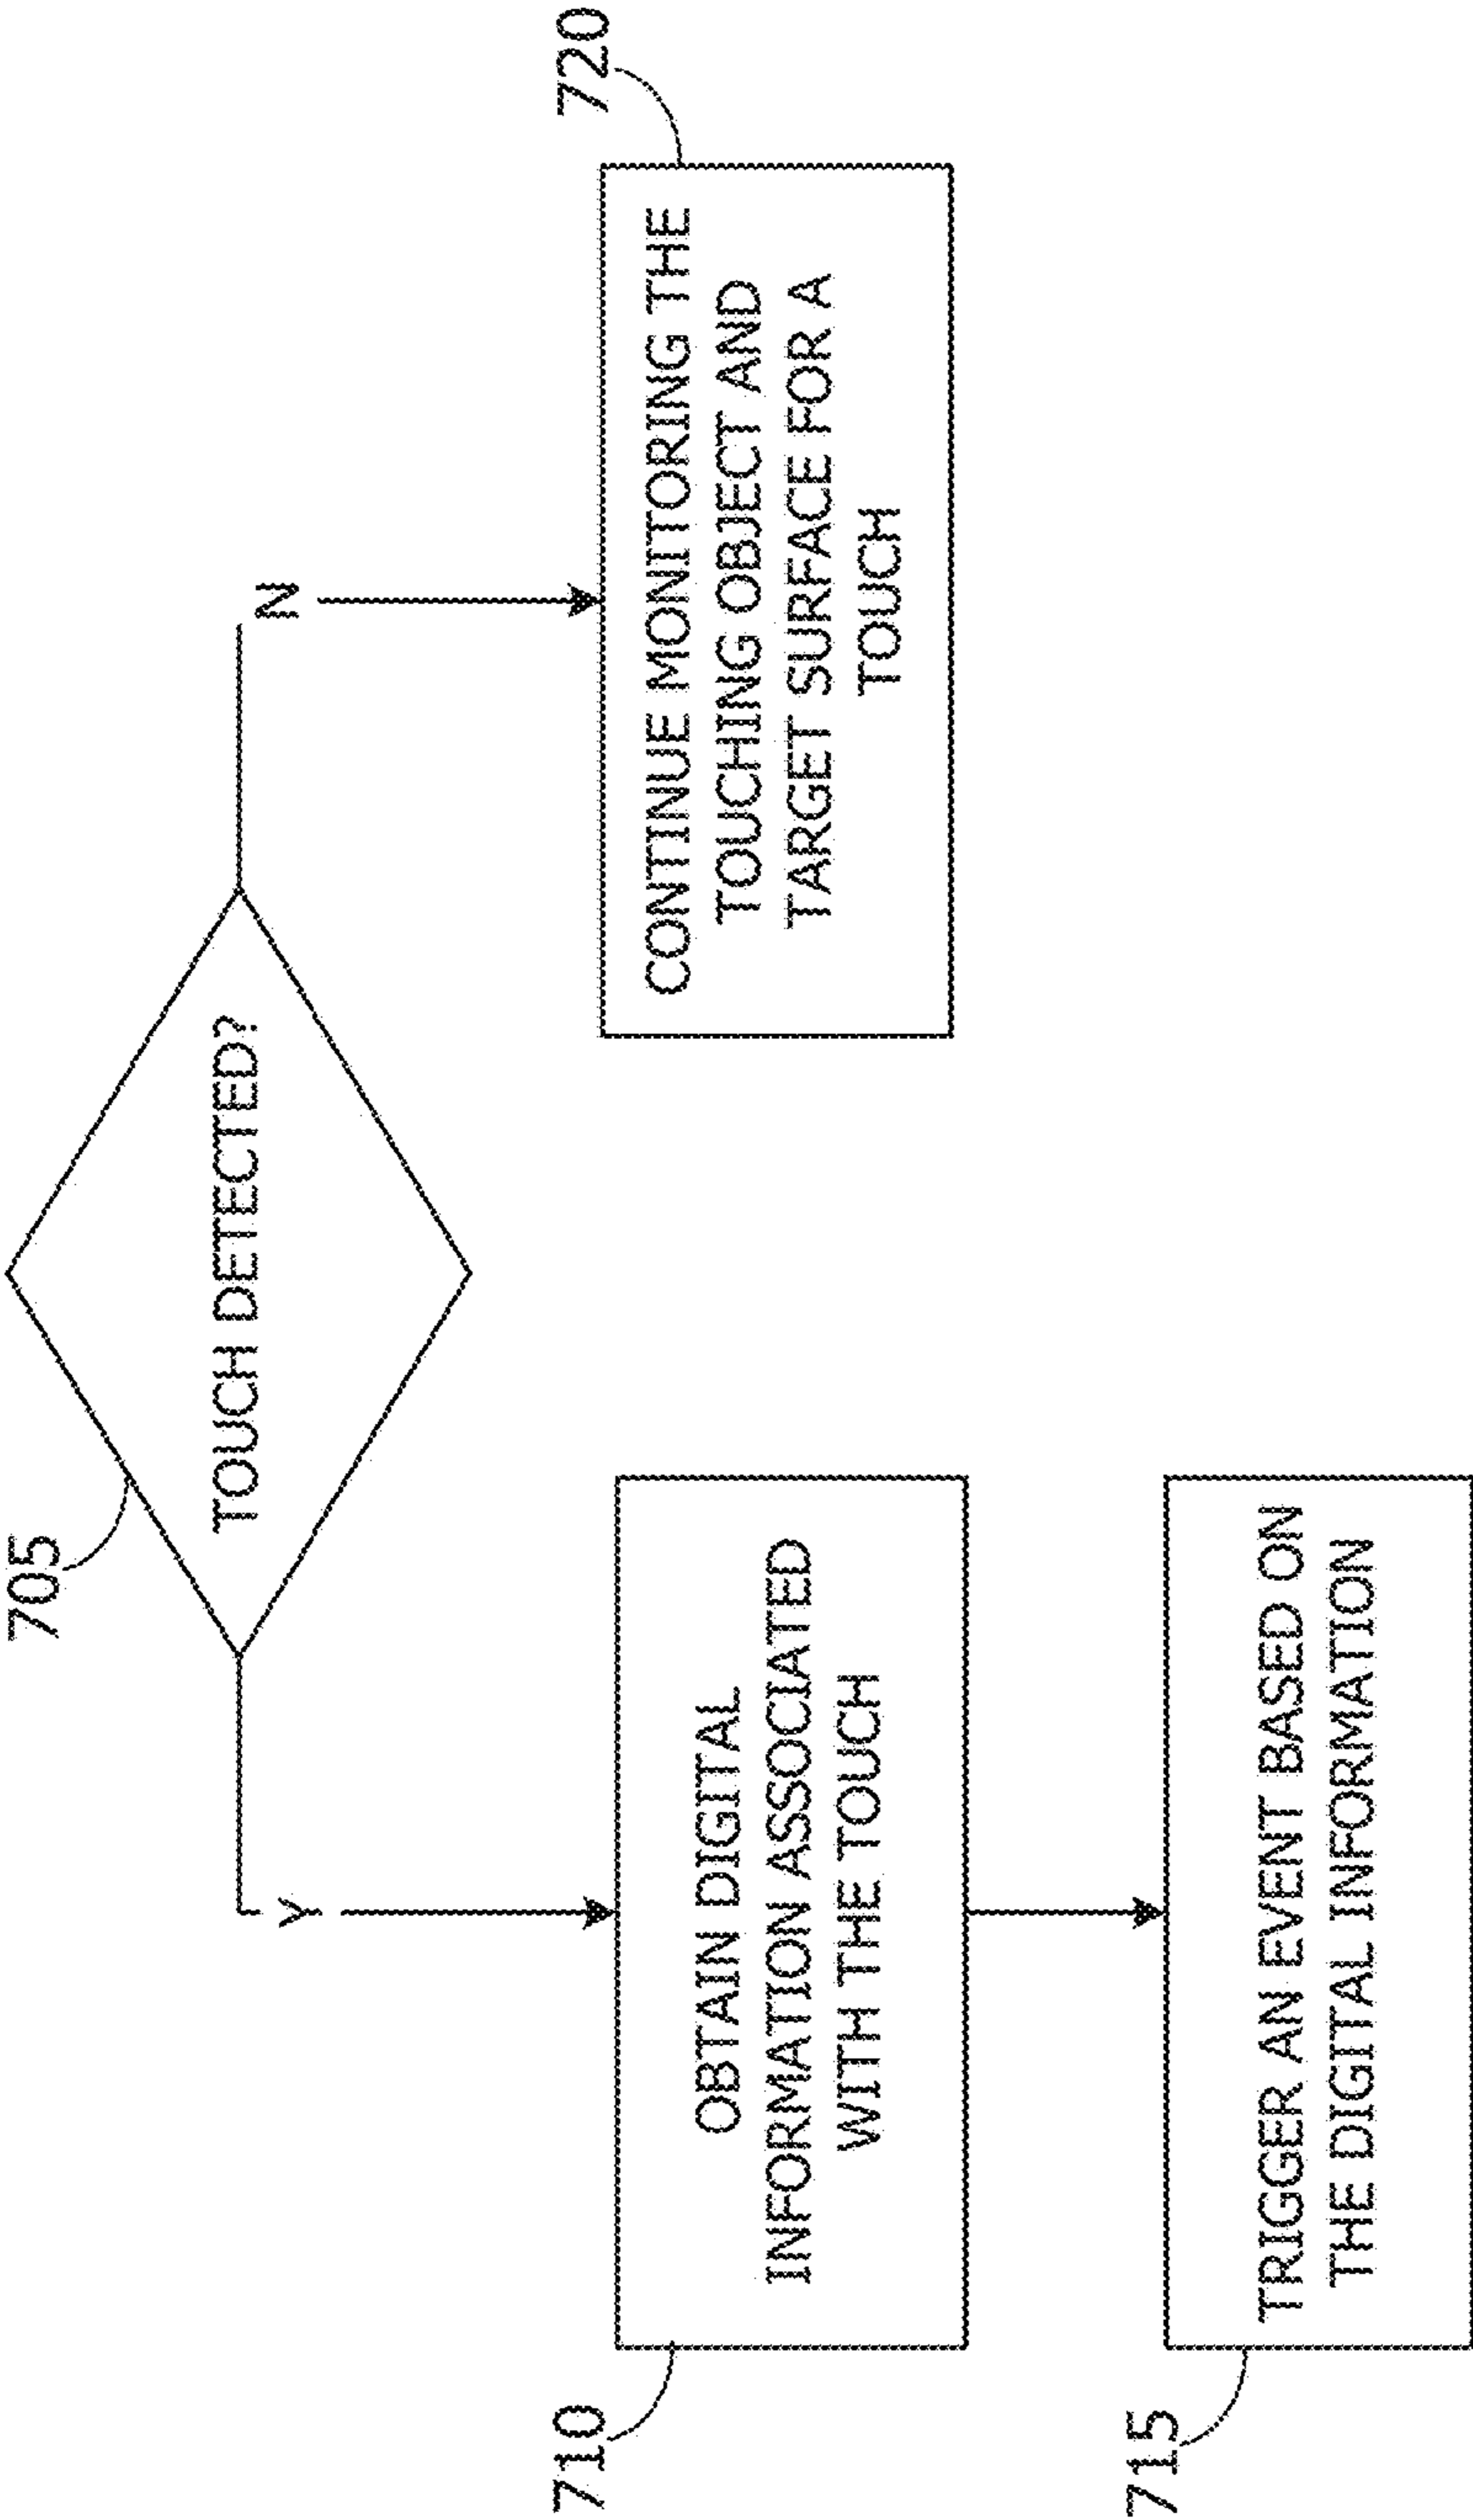 705
TOUCH DETECTED?
Y
N
710
OBTAIN DIGITAL
INFORMATION ASSOCIATED
WITH THE TOUCH
720
CONTINUE MONITORING THE
TOUCHING OBJECT AND
TARGET SURFACE FOR A
TOUCH
715
TRIGGER AN EVENT BASED ON
THE DIGITAL INFORMATION